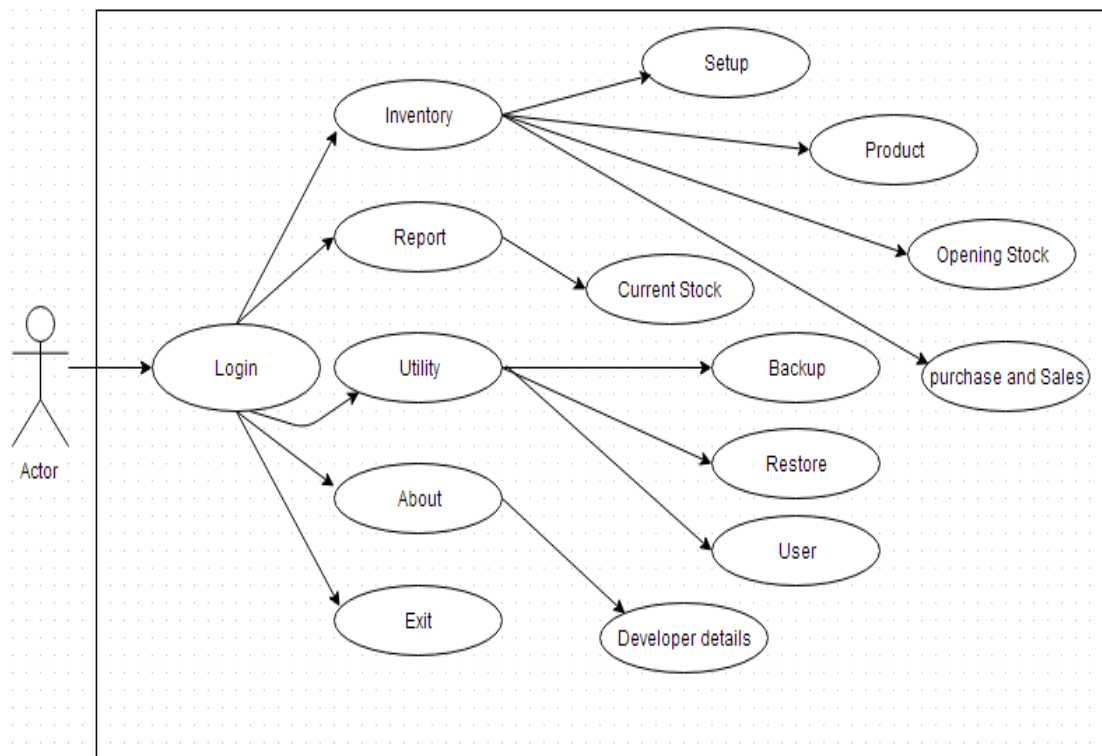 Setup
Inventory
Product
Report
Opening Stock
Current Stock
Login
Utility
Backup
purchase and Sales
Actor
Restore
About
User
Exit
Developer details